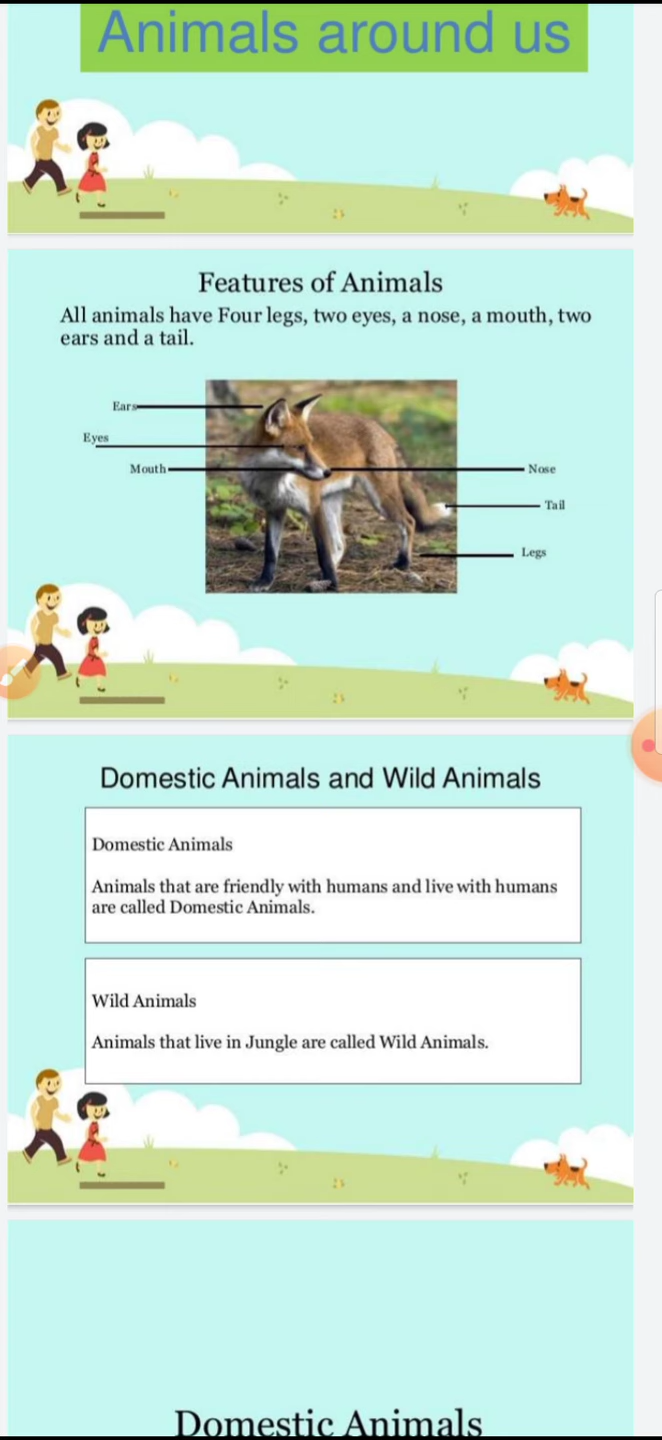 Animals around us
Features of Animals
All animals have Four legs, two eyes, a nose, a mouth, two
ears and a tail.
Ears
Eyes
Mouth
Nose
Tail
Legs
Domestic Animals and Wild Animals
Domestic Animals
Animals that are friendly with humans and live with humans
are called Domestic Animals.
Wild Animals
Animals that live in Jungle are called Wild Animals.
Domestic Animals